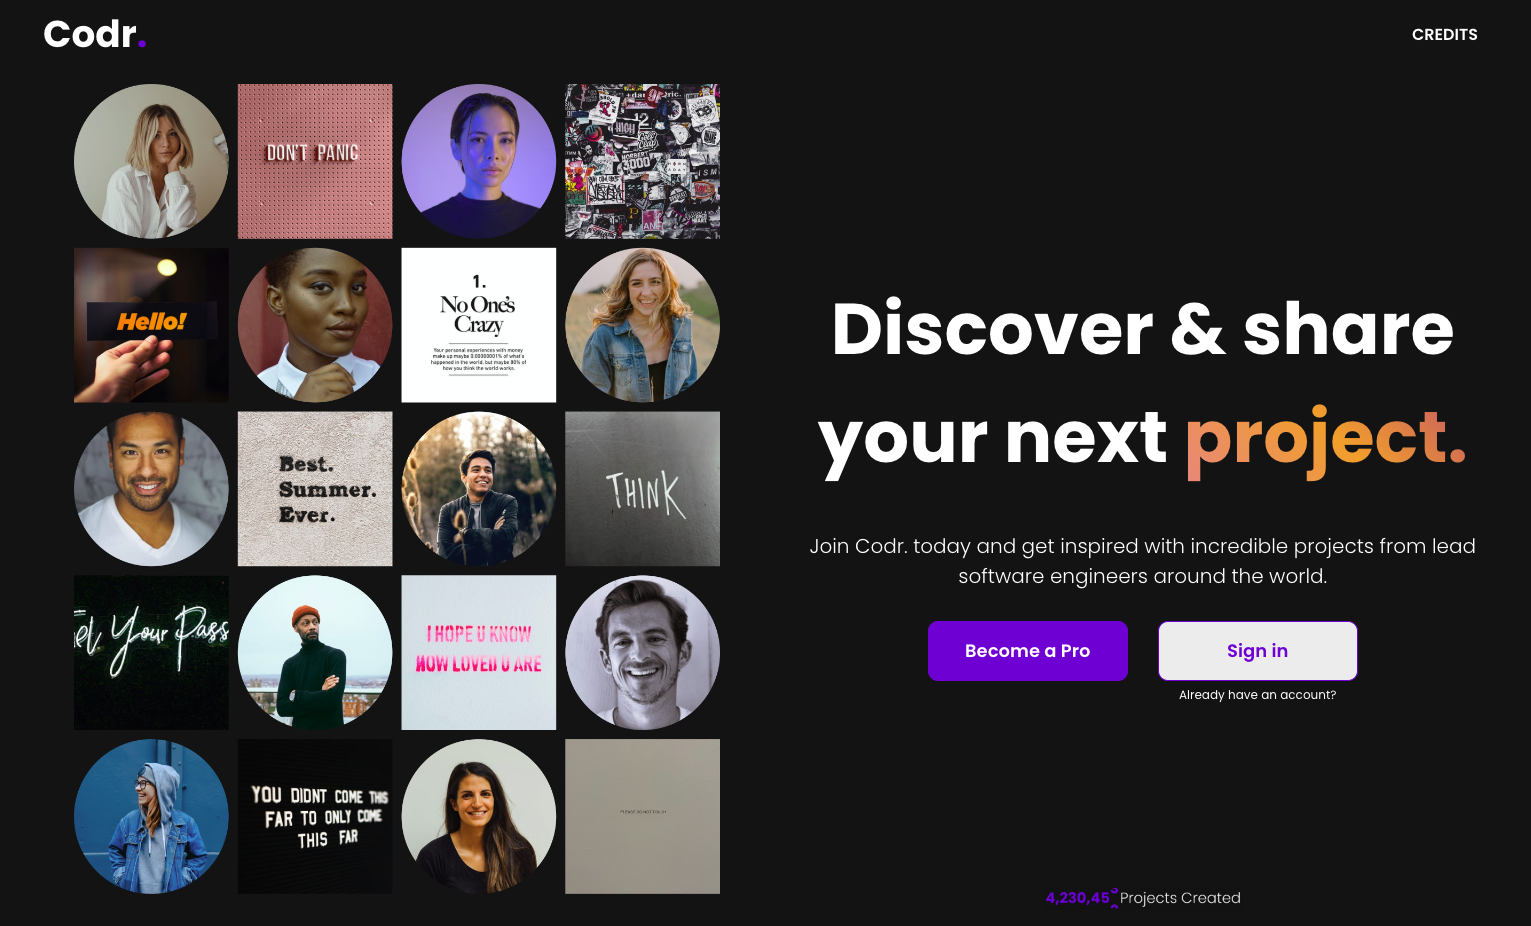 Codr.
CREDITS
DON'T PANIC
HIGH
NORBERT
3000
Hello!
1.
No One's
Crazy
Your personal experiences with money
make up maybe 0.00000001% of what's
happened in the world, but maybe 80% of
how you think the world works.
Best.
Summer.
Ever.
THINK
Your Pass
I HOPE U KNOW
HOW LOVED U ARE
YOU DIDNT COME THIS
FAR TO ONLY COME
THIS FAR
PLEASE DO NOT TOUCH
Discover & share
your next project.
Join Codr. today and get inspired with incredible projects from lead
software engineers around the world.
Become a Pro
Sign in
Already have an account?
4,230,45
Projects Created